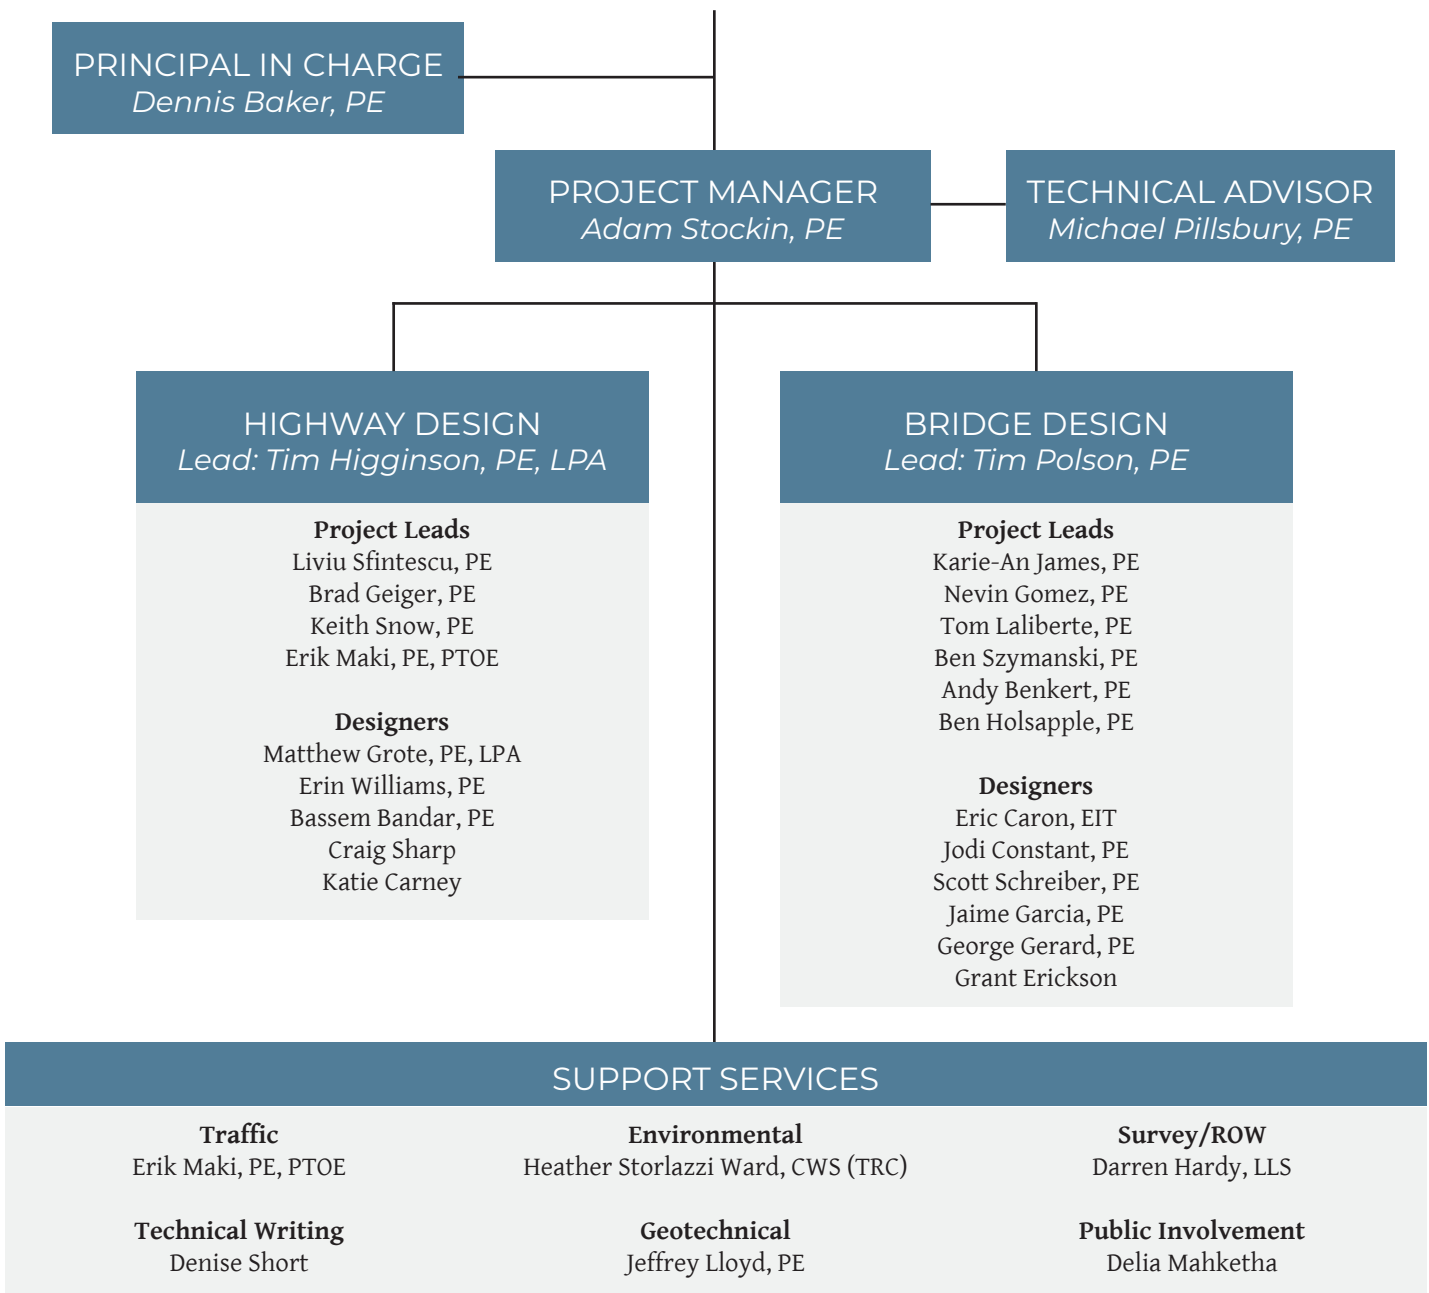 PRINCIPAL IN CHARGE
Dennis Baker, PE
PROJECT MANAGER
Adam Stockin, PE
TECHNICAL ADVISOR
Michael Pillsbury, PE
HIGHWAY DESIGN
Lead: Tim Higginson, PE, LPA
Project Leads
Liviu Sfintescu, PE
Brad Geiger, PE
Keith Snow, PE
Erik Maki, PE, PTOE
Designers
Matthew Grote, PE, LPA
Erin Williams, PE
Bassem Bandar, PE
Craig Sharp
Katie Carney
BRIDGE DESIGN
Lead: Tim Polson, PE
Project Leads
Karie-An James, PE
Nevin Gomez, PE
Tom Laliberte, PE
Ben Szymanski, PE
Andy Benkert, PE
Ben Holsapple, PE
Designers
Eric Caron, EIT
Jodi Constant, PE
Scott Schreiber, PE
Jaime Garcia, PE
George Gerard, PE
Grant Erickson
SUPPORT SERVICES
Traffic
Erik Maki, PE, PTOE
Environmental
Heather Storlazzi Ward, CWS (TRC)
Survey/ROW
Darren Hardy, LLS
Technical Writing
Denise Short
Geotechnical
Jeffrey Lloyd, PE
Public Involvement
Delia Mahketha